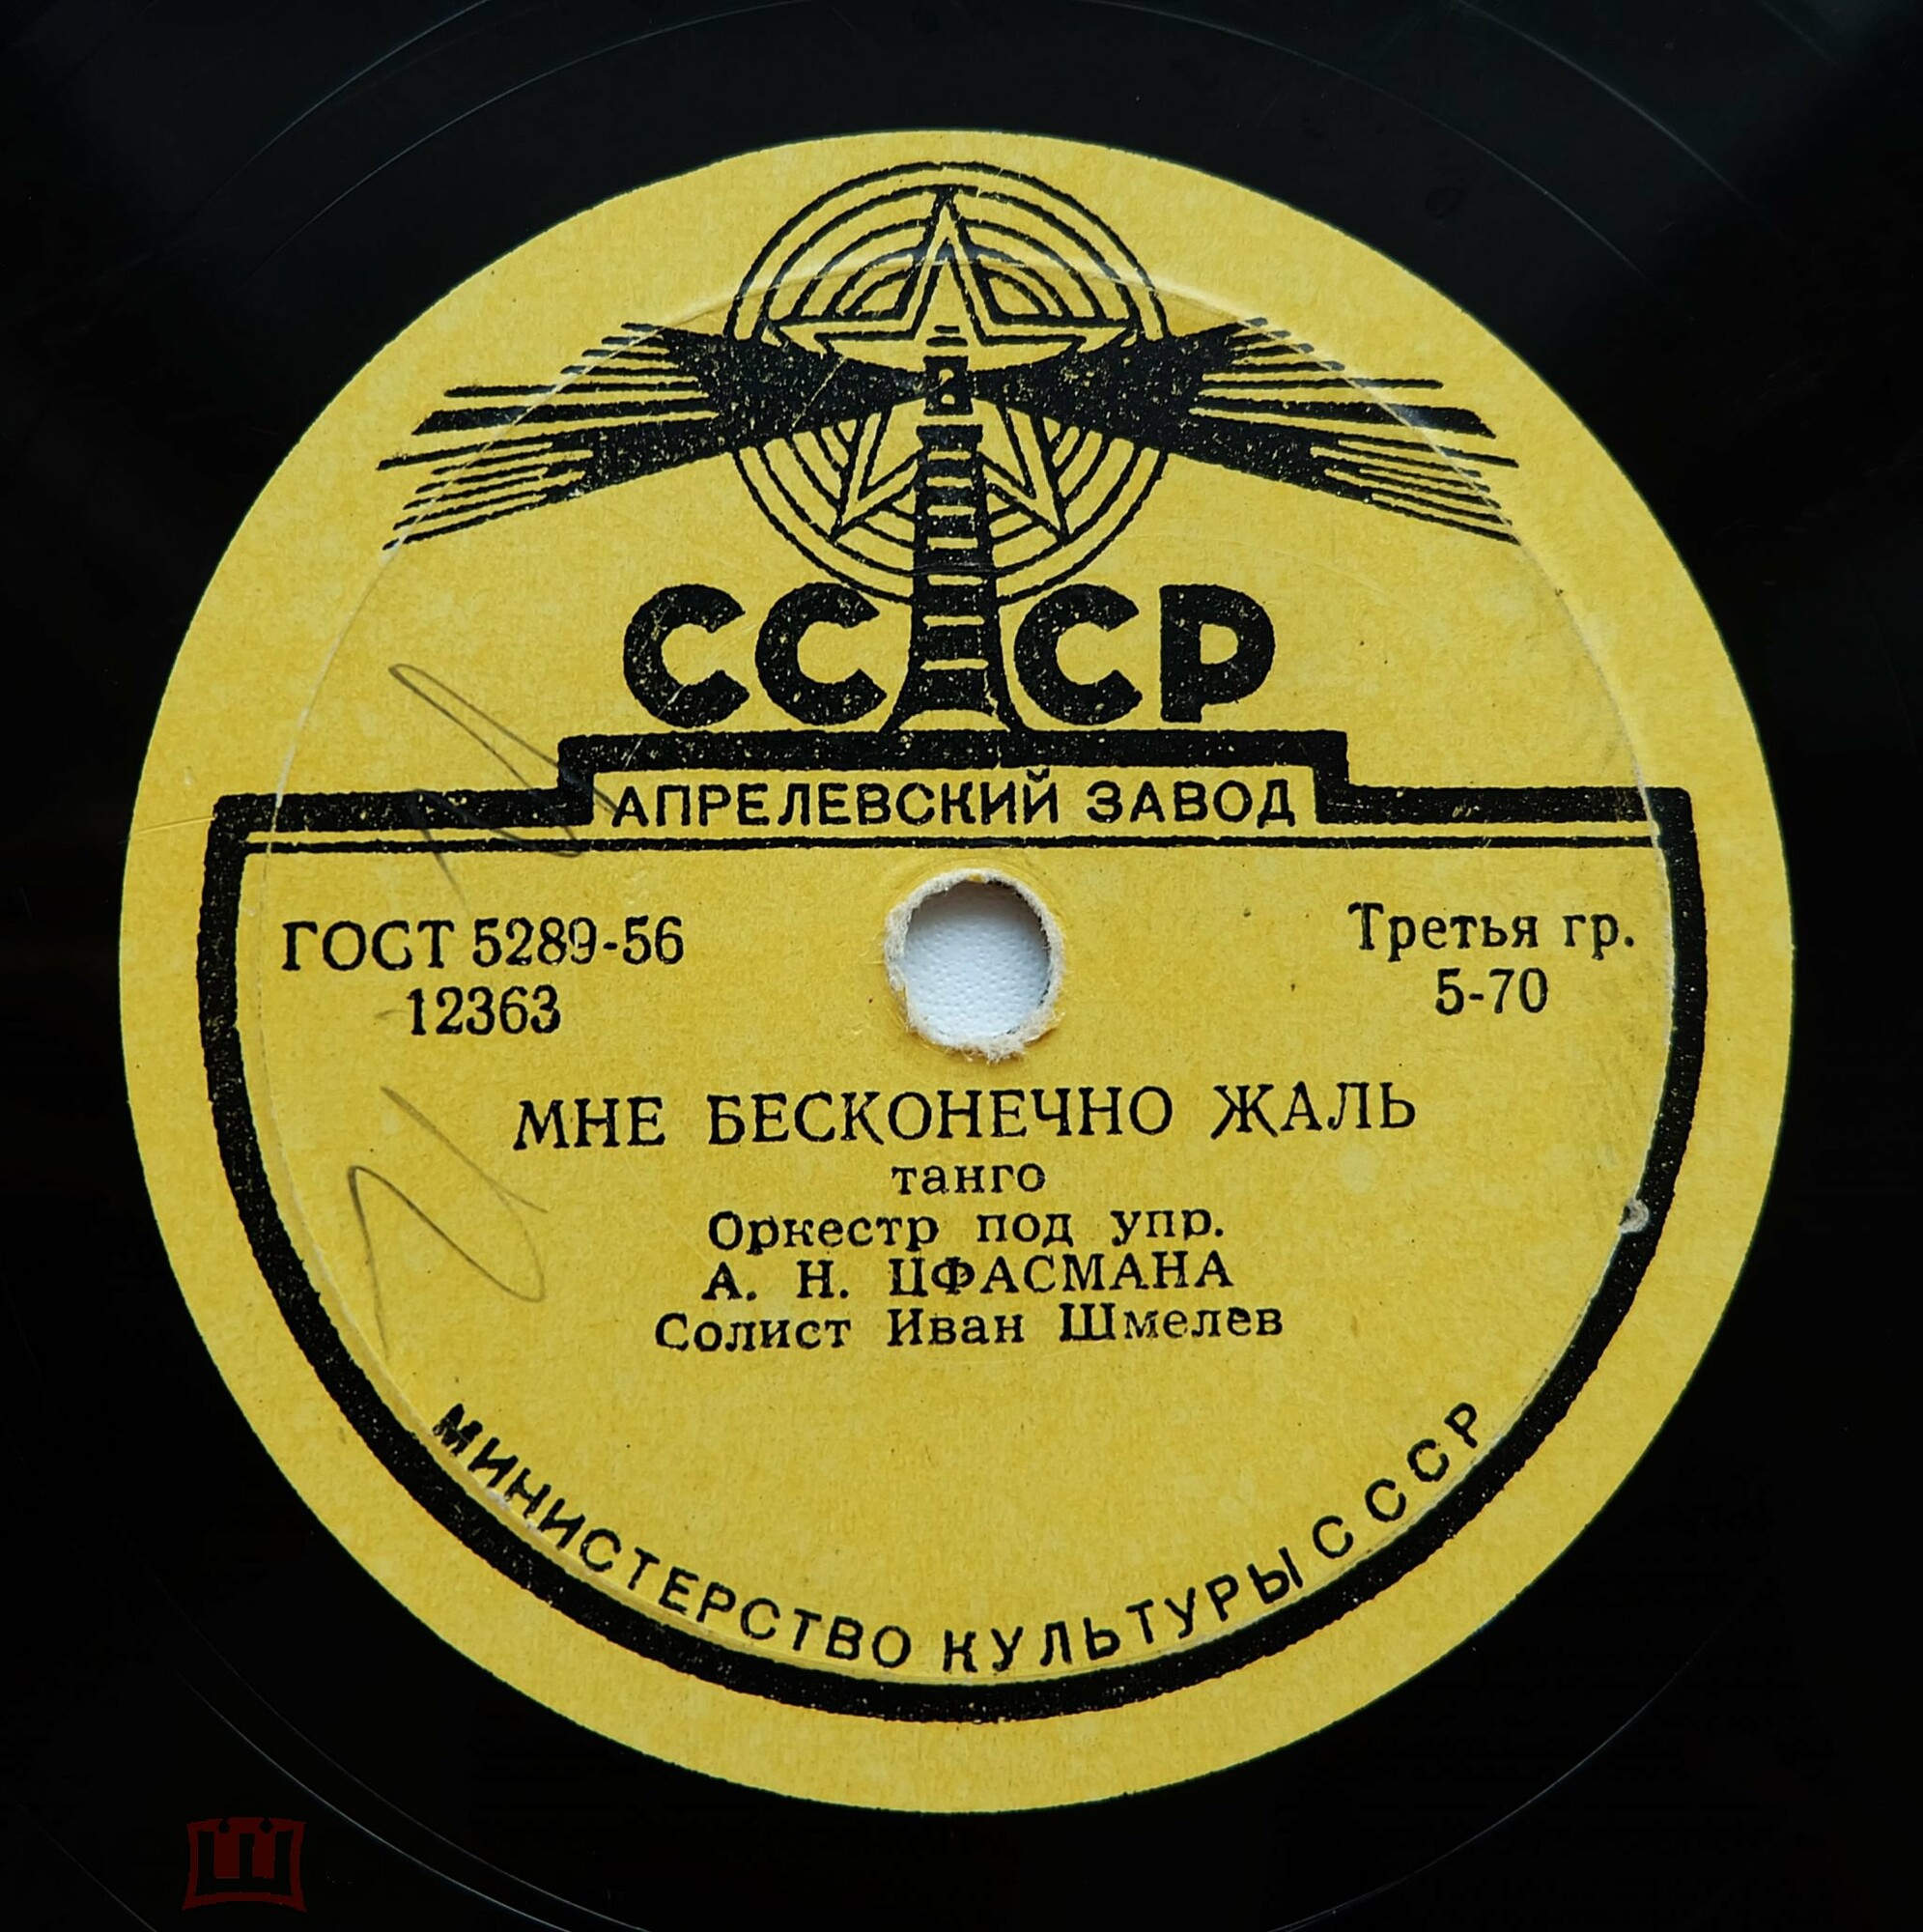 СССР
АПРЕЛЕВСКИЙ ЗАВОД
ГОСТ 5289-56
12363
Третья гр.
5-70
МНЕ БЕСКОНЕЧНО ЖАЛЬ
танго
Оркестр под упр.
А. Н. ЦФАСМАНА
Солист Иван Шмелев
МИНИСТЕРСТВО КУЛЬТУРЫ СССР